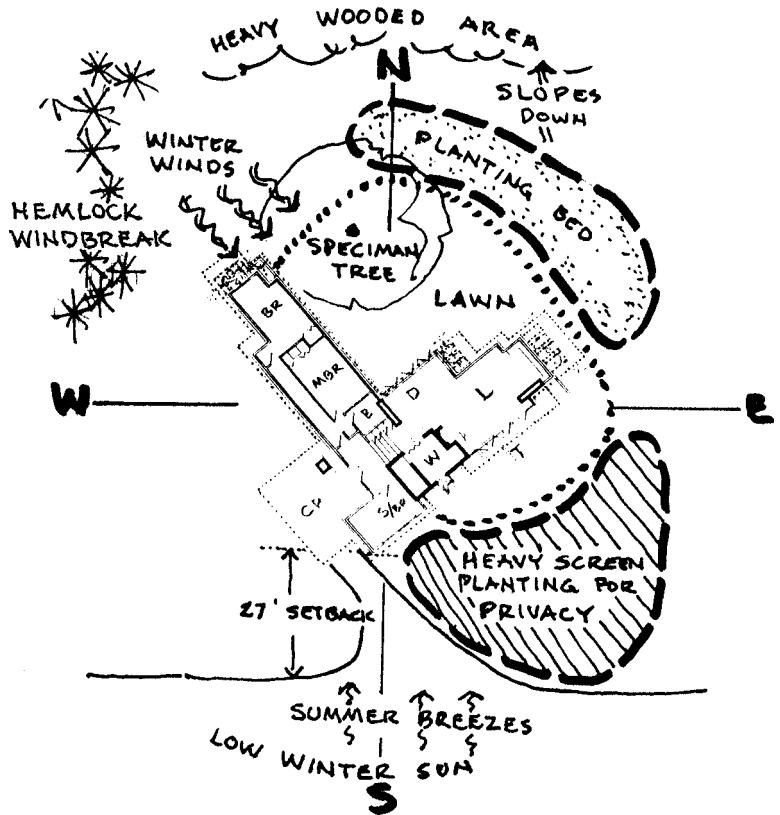 HEAVY WOODED AREA
N
SLOPES
DOWN
PLANTING BED
WINTER
WINDS
HEMLOCK
WINDBREAK
SPECIMAN
TREE
LAWN
BR
MBR
D
L
E
W
W
E
T
CP
S/BR
HEAVY SCREEN
PLANTING FOR
PRIVACY
27' SETBACK
SUMMER BREEZES
LOW WINTER SUN
S